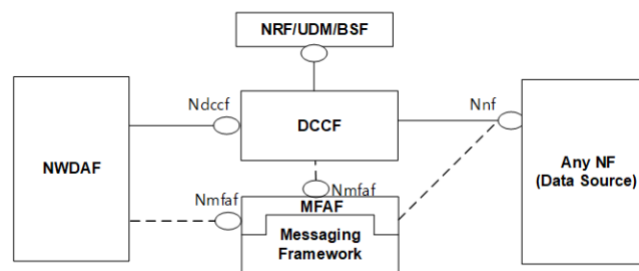 NRF/UDM/BSF
Ndccf
Nnf
DCCF
NWDAF
Any NF
(Data Source)
Nmfaf
Nmfaf
MFAF
Messaging
Framework